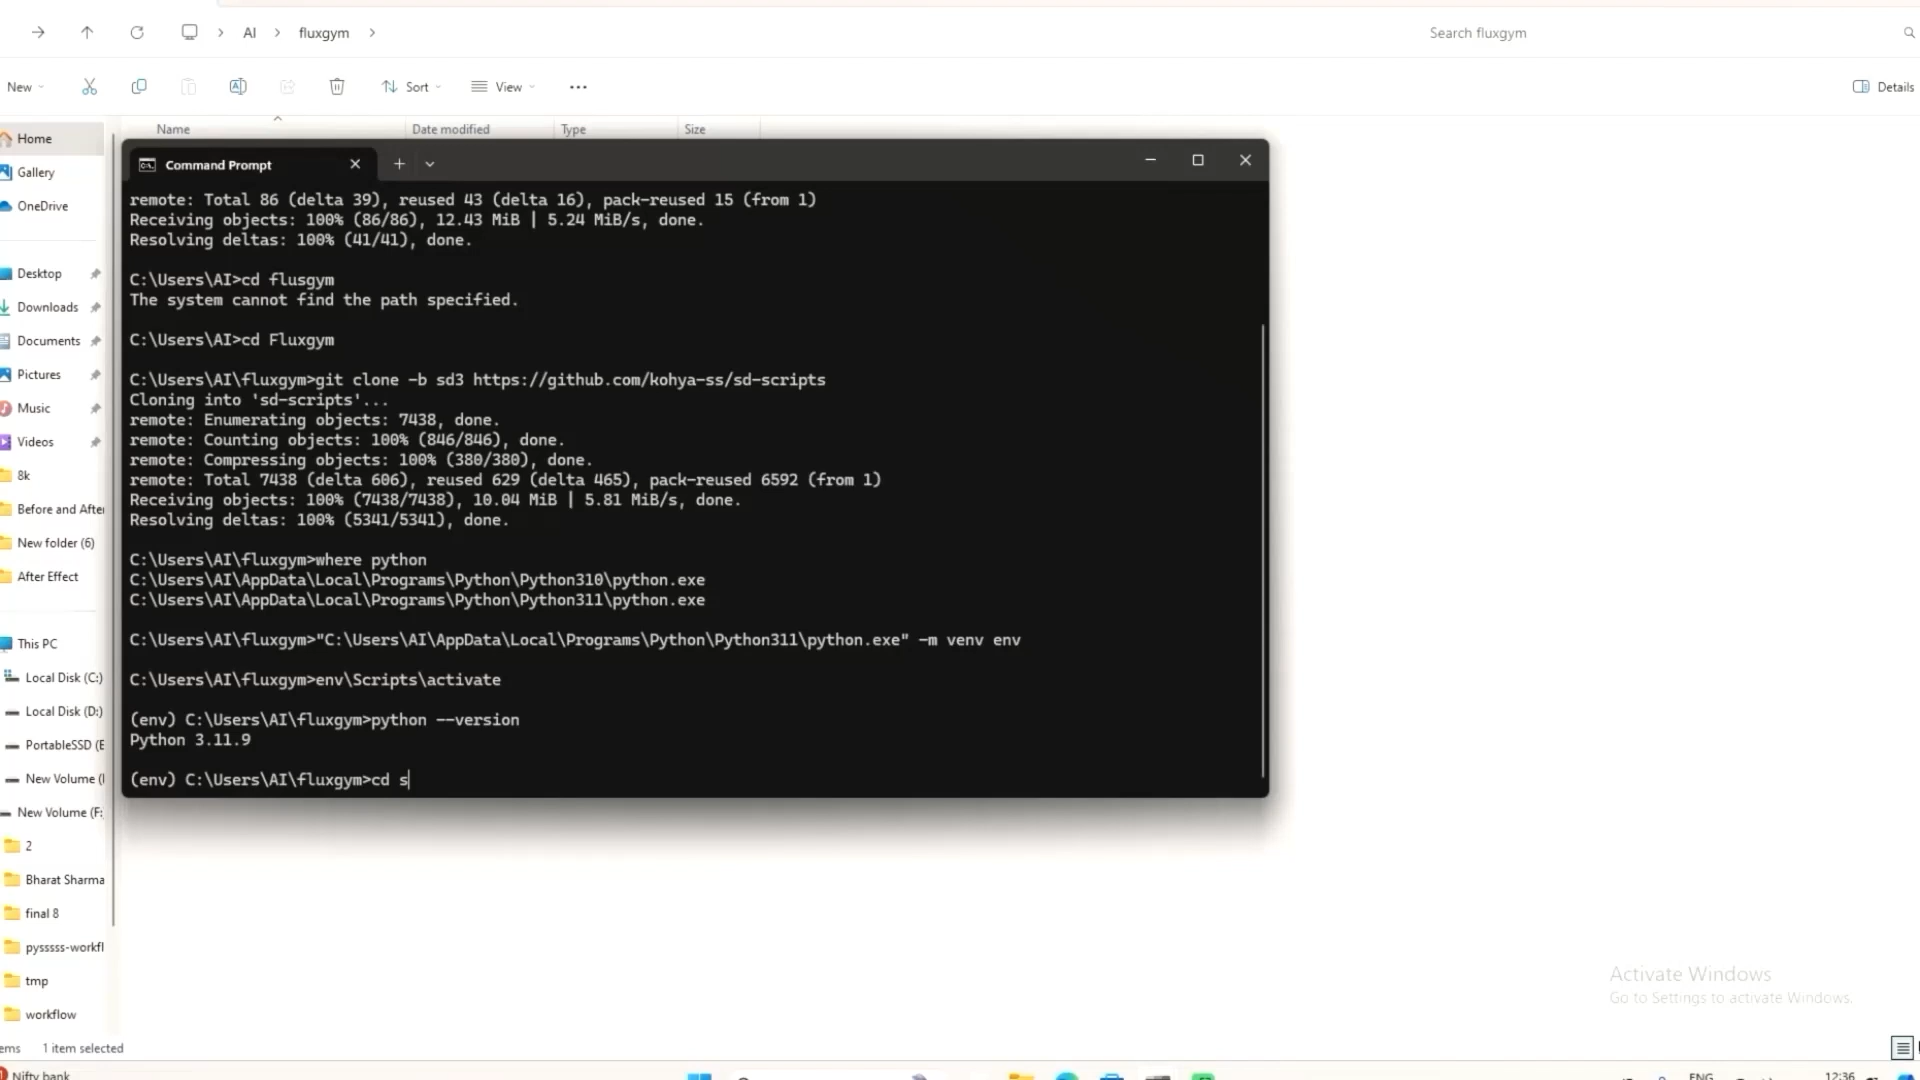 AI
fluxgym
Search fluxgym
New
Sort
View
Details
Name
Date modified
Type
Size
Home
Gallery
OneDrive
Desktop
Downloads
Documents
Pictures
Music
Videos
8k
Before and After
New folder (6)
After Effect
This PC
Local Disk (C:)
Local Disk (D:)
PortableSSD (E
New Volume (
New Volume (F:
2
Bharat Sharma
final 8
pysssss-workfl
tmp
workflow
Command Prompt
remote: Total 86 (delta 39), reused 43 (delta 16), pack-reused 15 (from 1)
Receiving objects: 100% (86/86), 12.43 MiB | 5.24 MiB/s, done.
Resolving deltas: 100% (41/41), done.
C:\Users\AI>cd flusgym
The system cannot find the path specified.
C:\Users\AI>cd Fluxgym
C:\Users\AI\fluxgym>git clone -b sd3 https://github.com/kohya-ss/sd-scripts
Cloning into 'sd-scripts'...
remote: Enumerating objects: 7438, done.
remote: Counting objects: 100% (846/846), done.
remote: Compressing objects: 100% (380/380), done.
remote: Total 7438 (delta 606), reused 629 (delta 465), pack-reused 6592 (from 1)
Receiving objects: 100% (7438/7438), 10.04 MiB | 5.81 MiB/s, done.
Resolving deltas: 100% (5341/5341), done.
C:\Users\AI\fluxgym>where python
C:\Users\AI\AppData\Local\Programs\Python\Python310\python.exe
C:\Users\AI\AppData\Local\Programs\Python\Python311\python.exe
C:\Users\AI\fluxgym>"C:\Users\AI\AppData\Local\Programs\Python\Python311\python.exe" -m venv env
C:\Users\AI\fluxgym>env\Scripts\activate
(env) C:\Users\AI\fluxgym>python --version
Python 3.11.9
(env) C:\Users\AI\fluxgym>cd s
Activate Windows
Go to Settings to activate Windows.
ems
1 item selected
Nifty bank
ENG
12:36